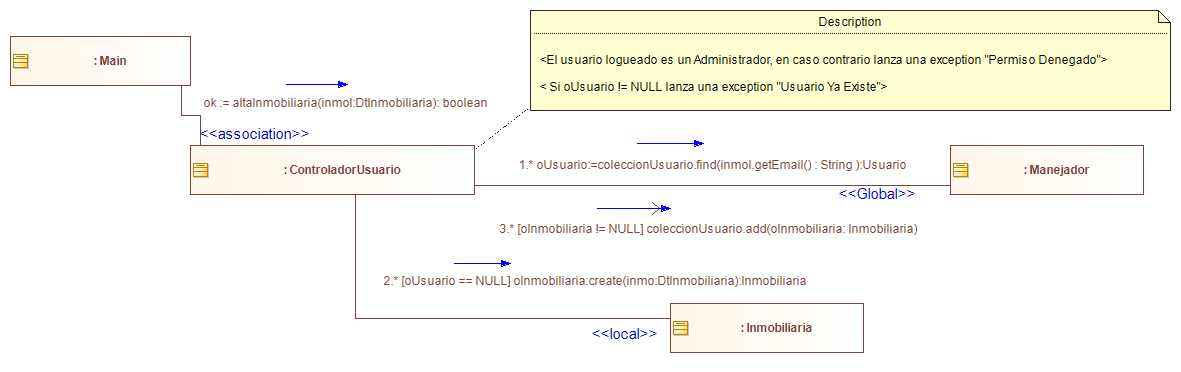 Description
<El usuario logueado es un Administrador, en caso contrario lanza una exception "Permiso Denegado">
< Si oUsuario != NULL lanza una exception "Usuario Ya Existe">
: Main
ok := altaInmobiliaria(inmol:DtInmobiliaria): boolean
<<association>>
: ControladorUsuario
1.* oUsuario:=coleccionUsuario.find(inmol.getEmail() : String ):Usuario
: Manejador
<<Global>>
3.* [oInmobiliaria != NULL] coleccionUsuario.add(oInmobiliaria: Inmobiliaria)
2.* [oUsuario == NULL] oInmobiliaria:create(inmo:DtInmobiliaria):Inmobiliaria
: Inmobiliaria
<<local>>